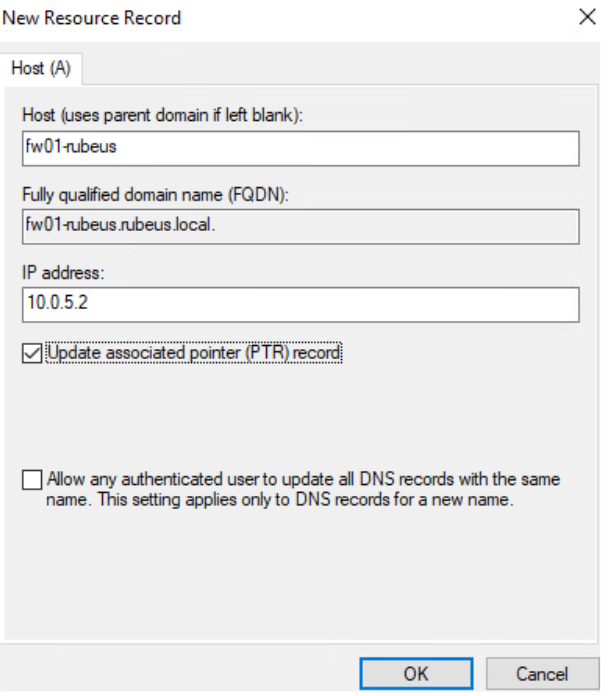 New Resource Record
Host (A)
Host (uses parent domain if left blank):
fw01-rubeus
Fully qualified domain name (FQDN):
fw01-rubeus.rubeus.local.
IP address:
10.0.5.2
Update associated pointer (PTR) record
Allow any authenticated user to update all DNS records with the same
name. This setting applies only to DNS records for a new name.
OK
Cancel